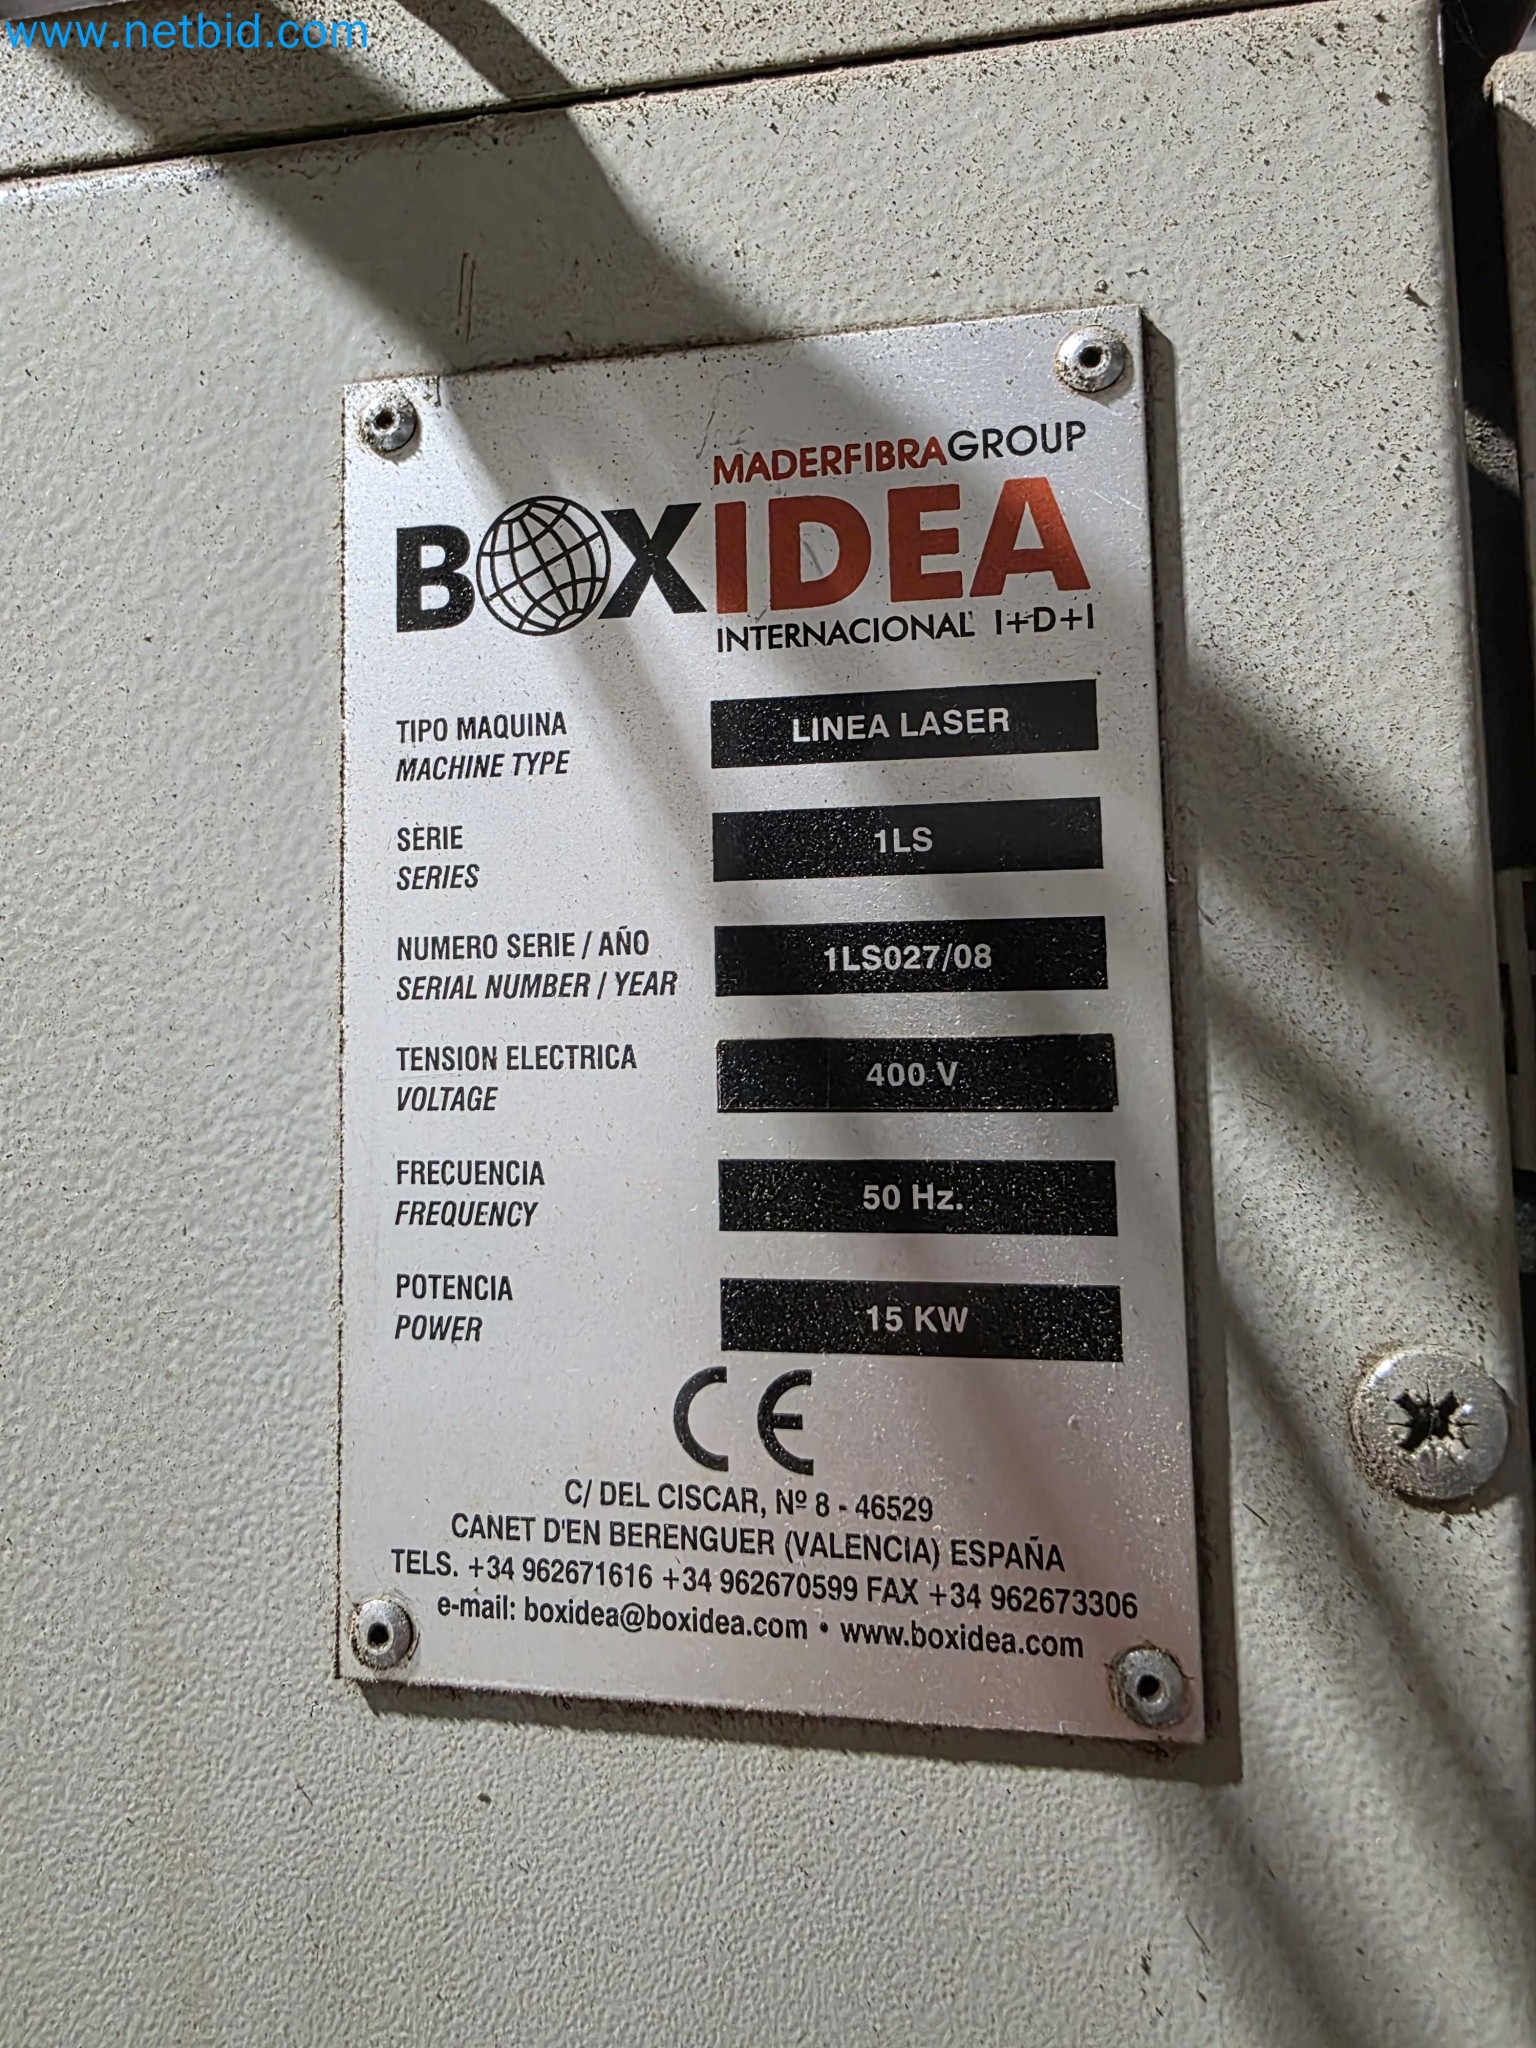 www.netbid.com
MADERFIBRAGROUP
BOXIDEA
INTERNACIONAL I+D+I
TIPO MAQUINA
MACHINE TYPE
LINEA LASER
SERIE
SERIES
1LS
NUMERO SERIE / AÑO
SERIAL NUMBER / YEAR
1LS027/08
TENSION ELECTRICA
VOLTAGE
400 V
FRECUENCIA
FREQUENCY
50 Hz.
POTENCIA
POWER
15 KW
CE
C/ DEL CISCAR, Nº 8 - 46529
CANET D'EN BERENGUER (VALENCIA) ESPAÑA
TELS. +34 962671616 +34 962670599 FAX +34 962673306
e-mail: boxidea@boxidea.com • www.boxidea.com